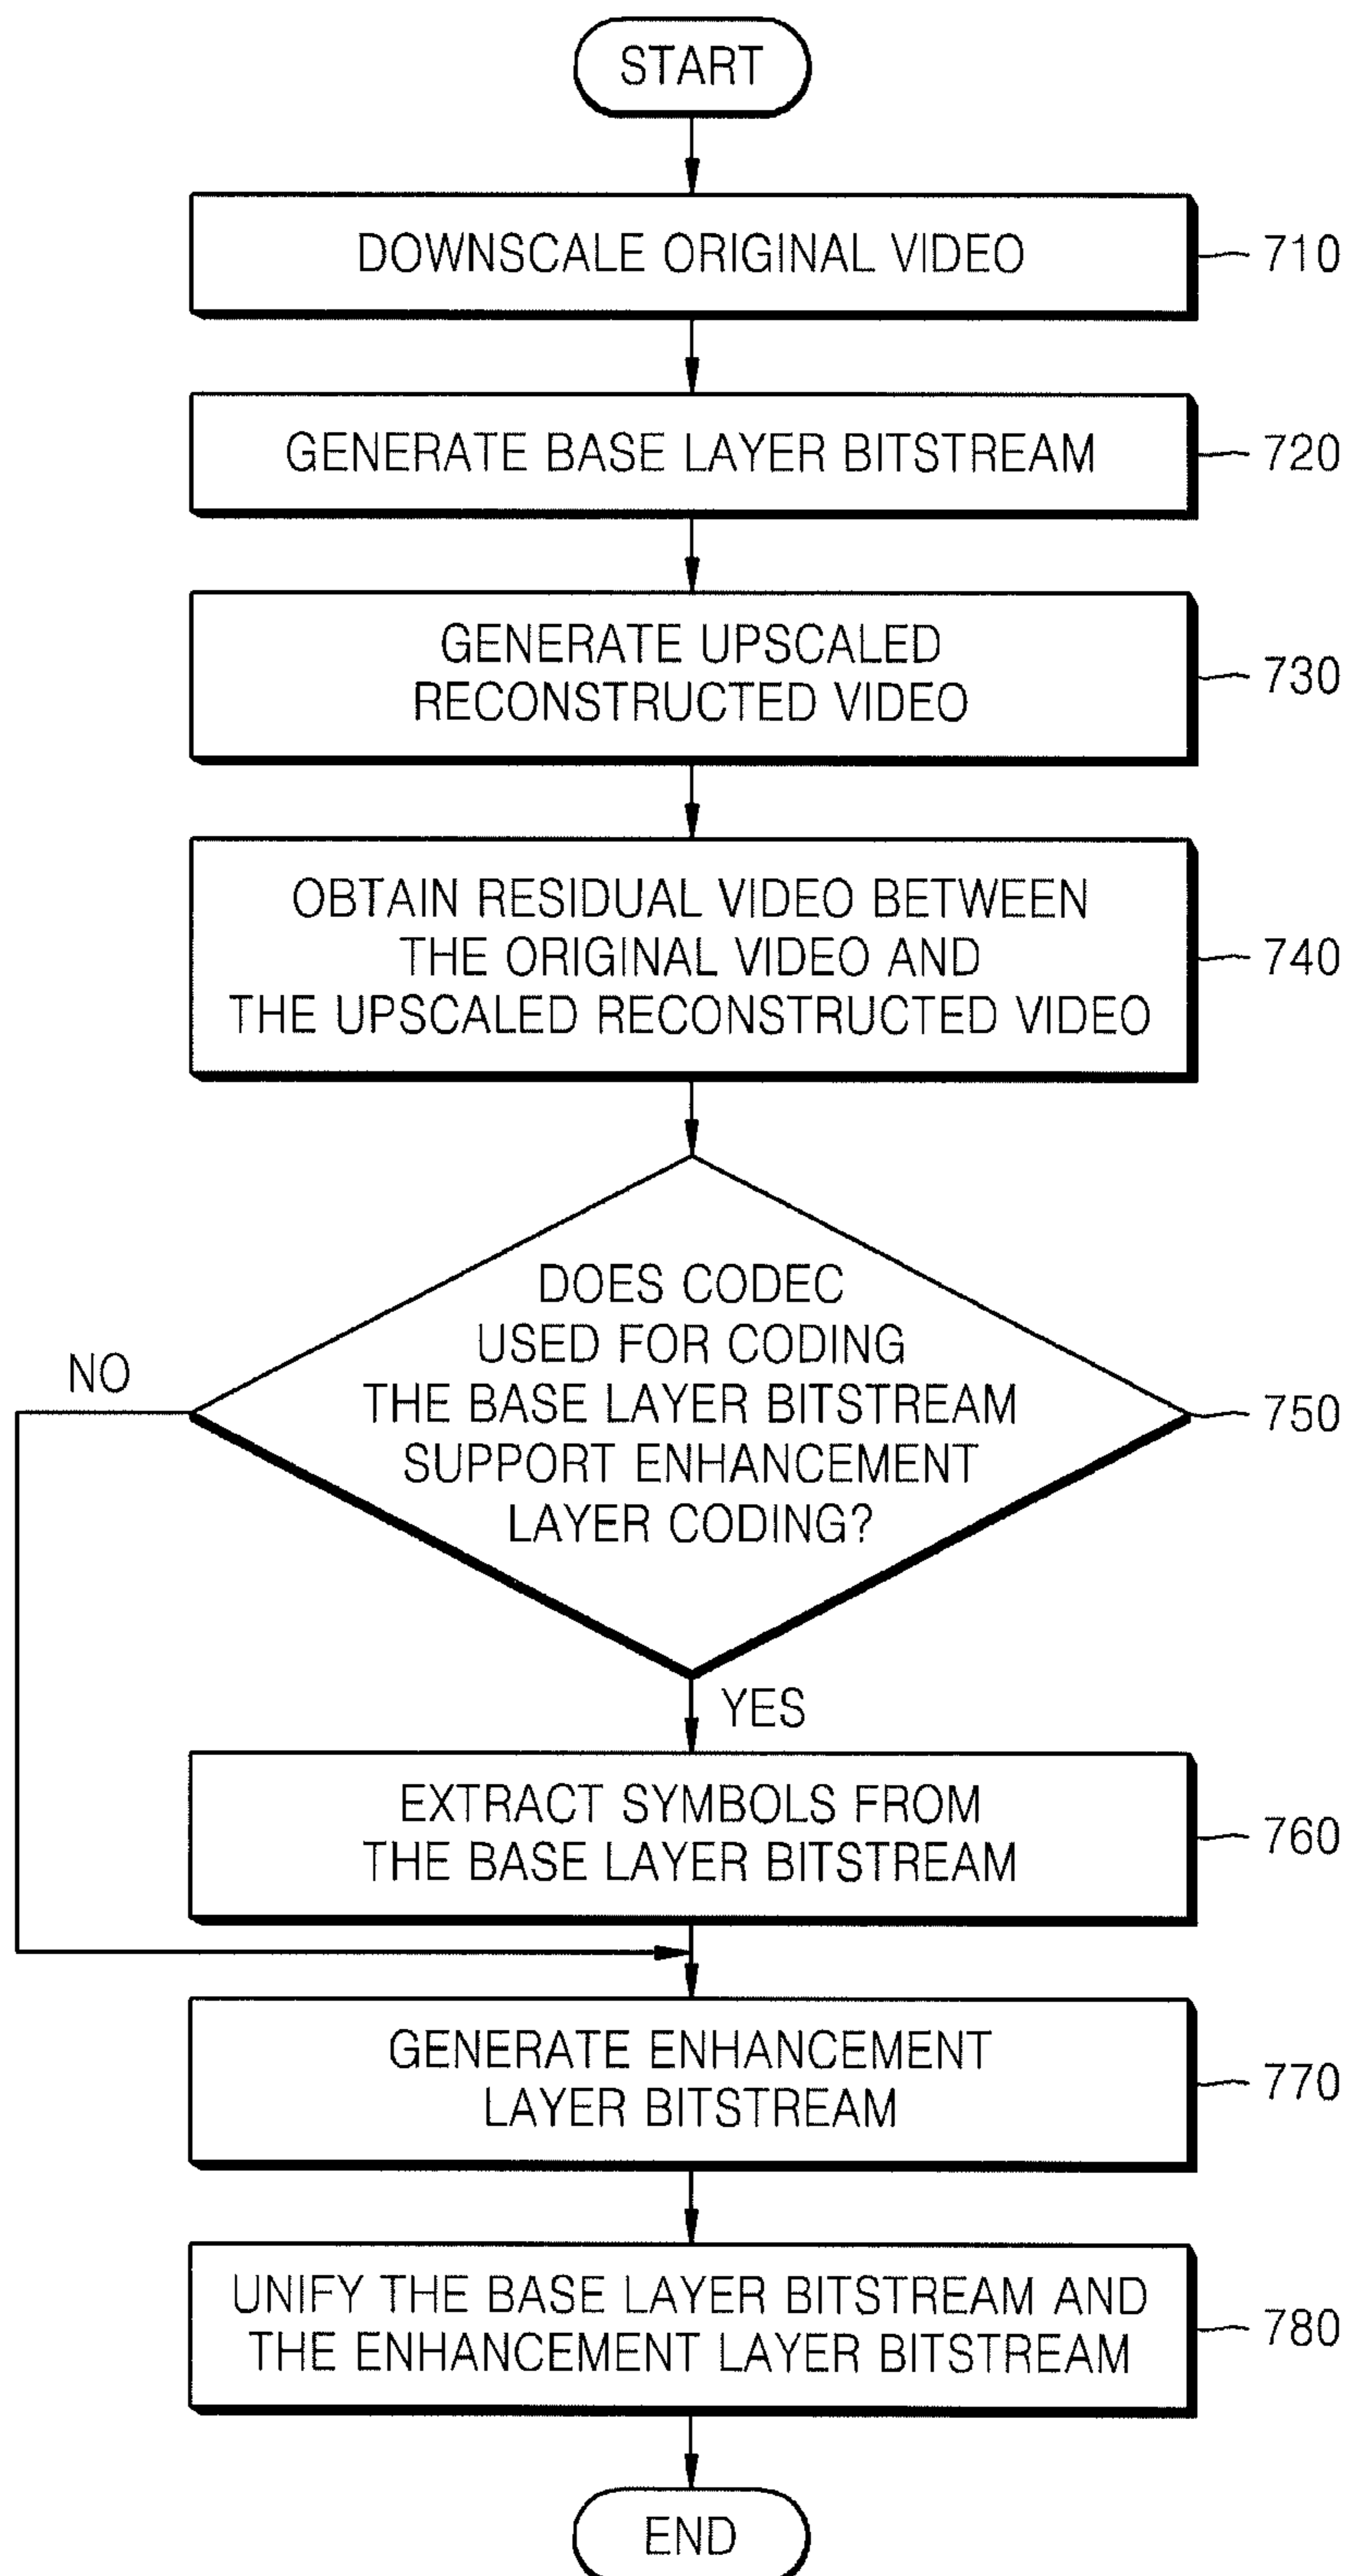 START
DOWNSCALE ORIGINAL VIDEO
710
GENERATE BASE LAYER BITSTREAM
720
GENERATE UPSCALED
RECONSTRUCTED VIDEO
730
OBTAIN RESIDUAL VIDEO BETWEEN
THE ORIGINAL VIDEO AND
THE UPSCALED RECONSTRUCTED VIDEO
740
DOES CODEC
USED FOR CODING
THE BASE LAYER BITSTREAM
SUPPORT ENHANCEMENT
LAYER CODING?
750
NO
YES
EXTRACT SYMBOLS FROM
THE BASE LAYER BITSTREAM
760
GENERATE ENHANCEMENT
LAYER BITSTREAM
770
UNIFY THE BASE LAYER BITSTREAM AND
THE ENHANCEMENT LAYER BITSTREAM
780
END